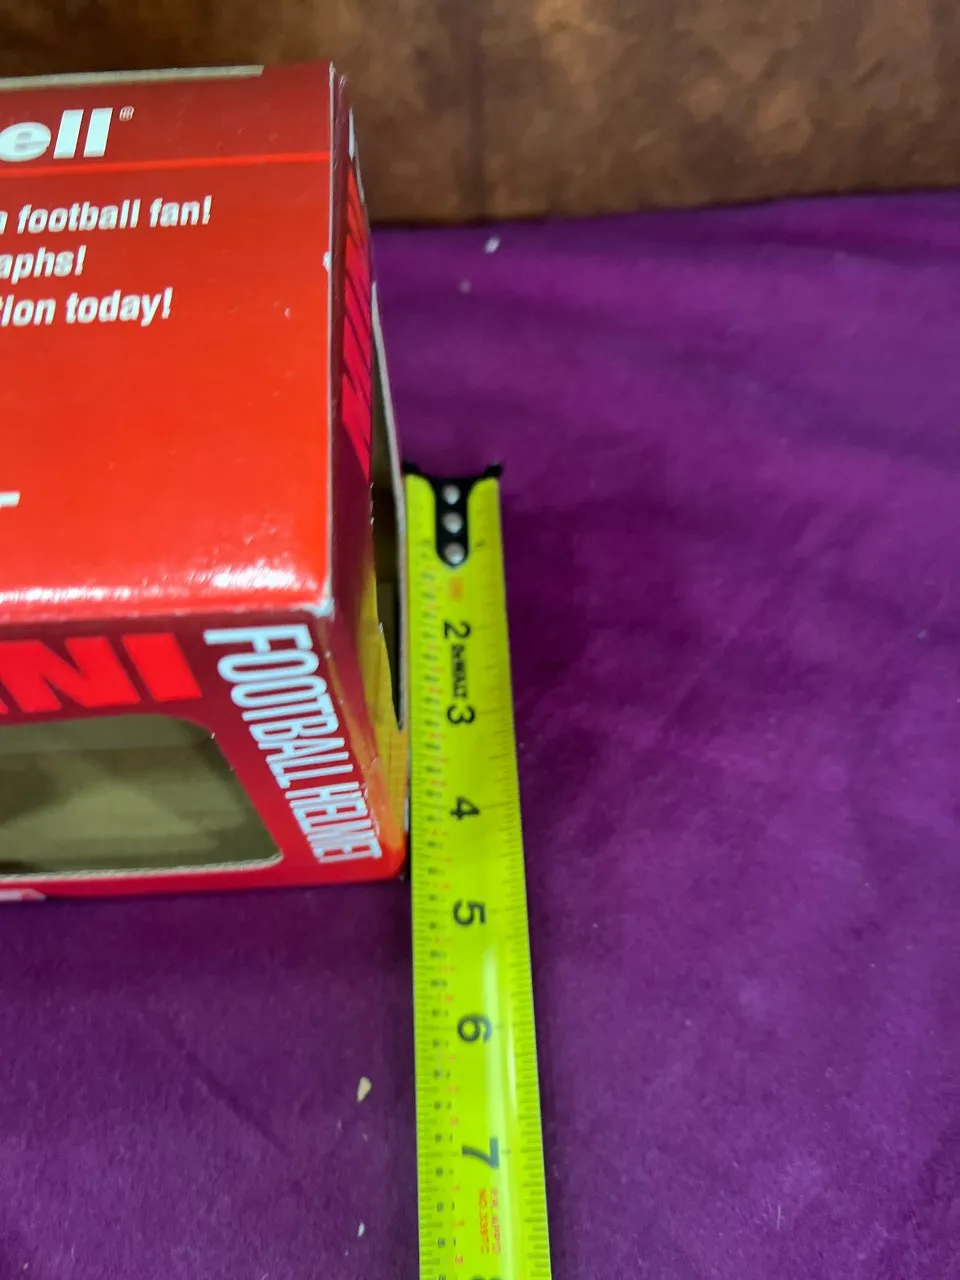 ell®
football fan!
aphs!
tion today!
NI
FOOTBALL HELMET
2
DEWALT
3
4
5
6
7